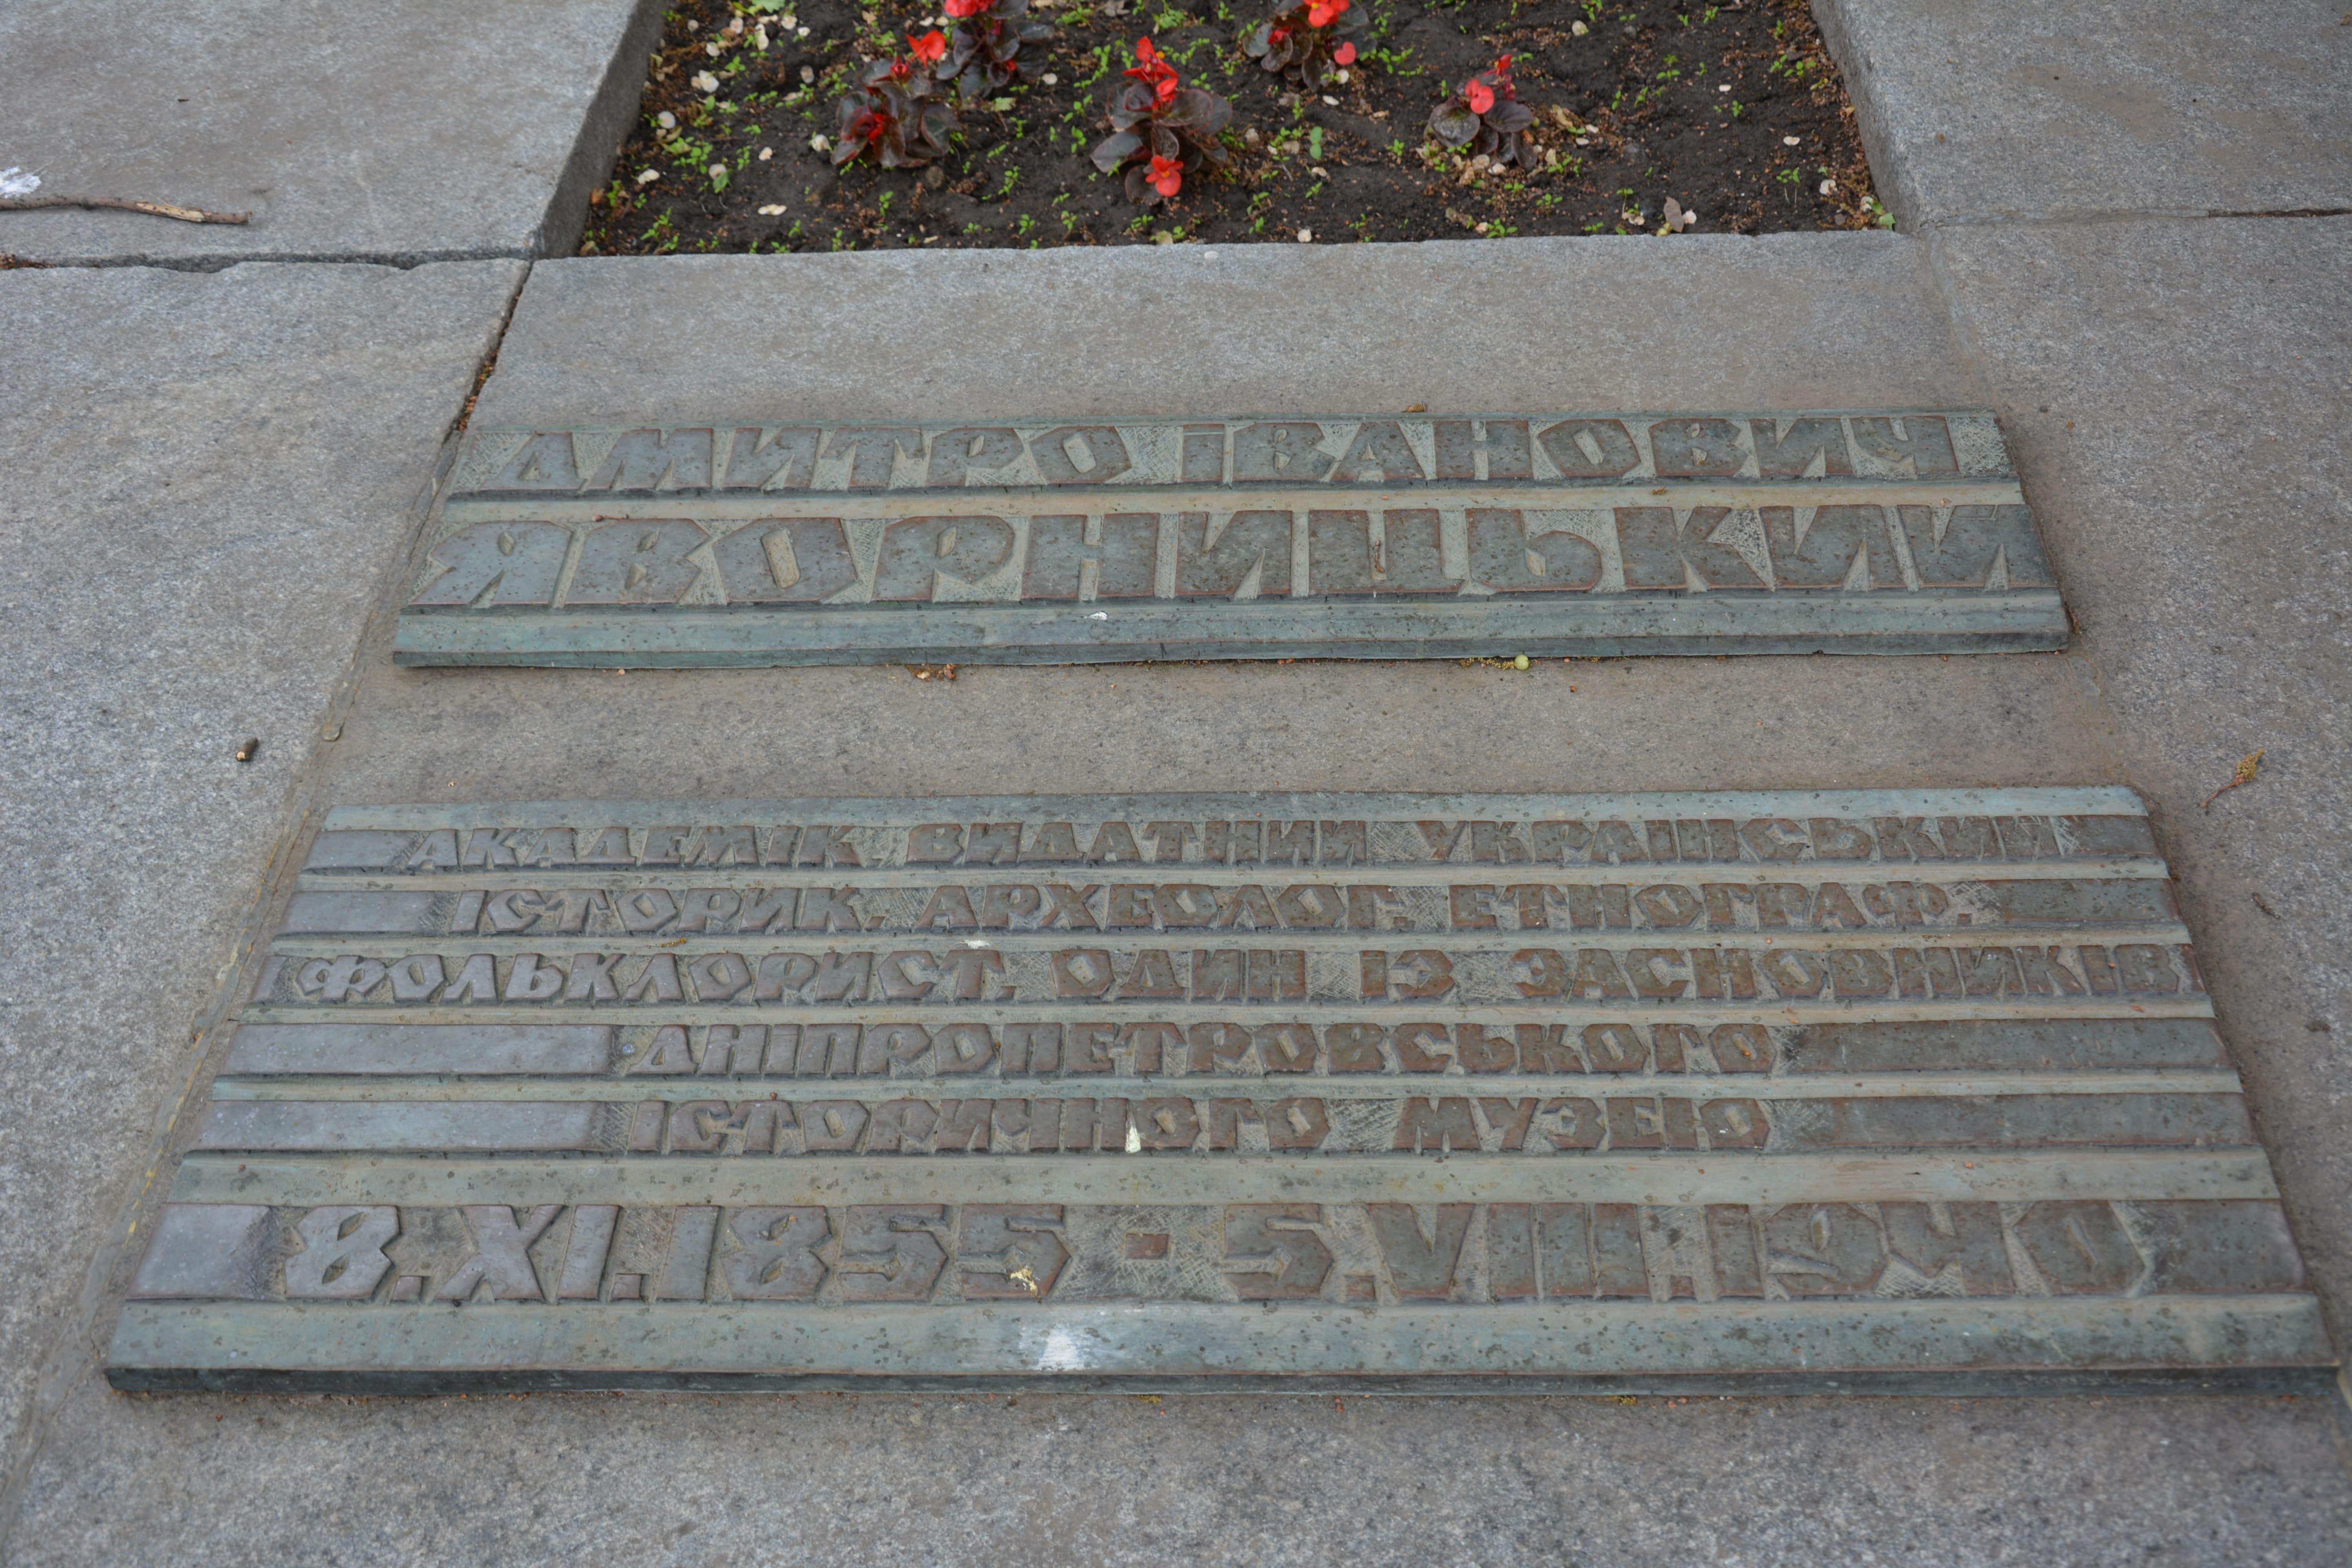 ДМИТРО ІВАНОВИЧ
ЯВОРНИЦЬКИЙ
АКАДЕМІК, ВИДАТНИЙ УКРАЇНСЬКИЙ
ІСТОРИК, АРХЕОЛОГ, ЕТНОГРАФ,
ФОЛЬКЛОРИСТ, ОДИН ІЗ ЗАСНОВНИКІВ
ДНІПРОПЕТРОВСЬКОГО
ІСТОРИЧНОГО МУЗЕЮ
8.XI.1855 · 5.VIII.1940